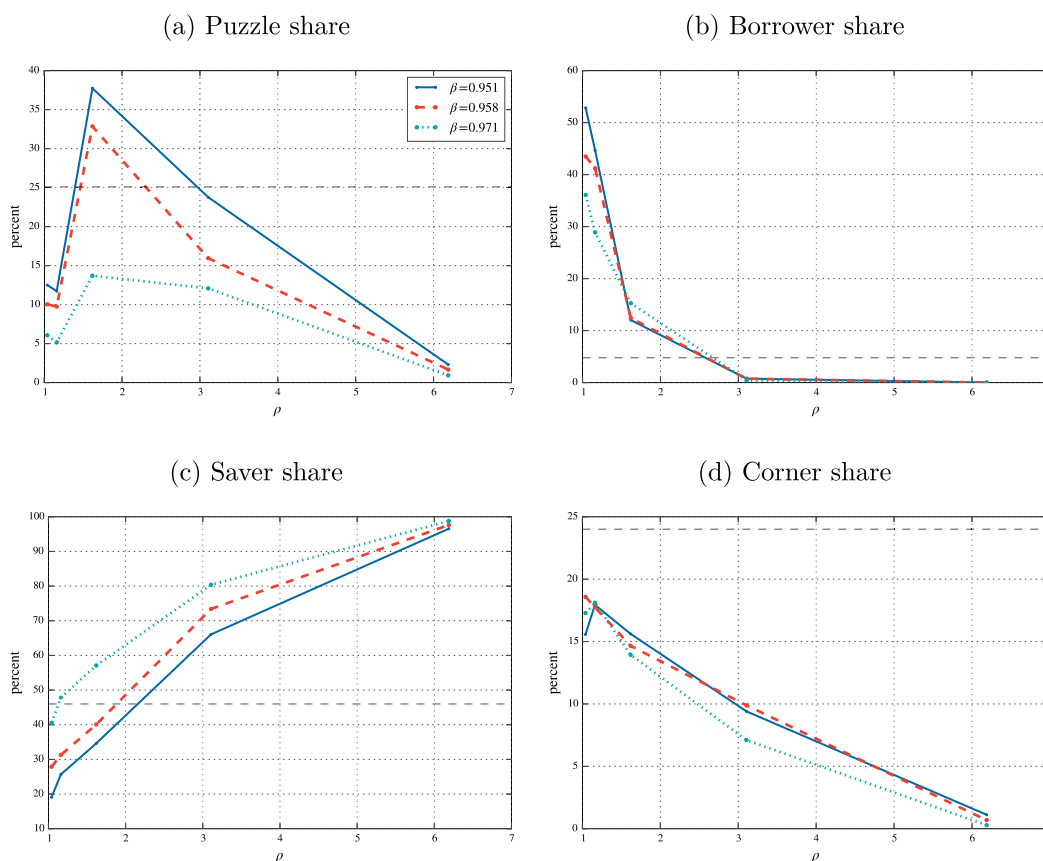 (a) Puzzle share
40
35
30
25
20
15
10
5
0
percent
1 2 3 4 5 6 7
ρ
β=0.951
β=0.958
β=0.971
(b) Borrower share
60
50
40
30
20
10
0
percent
1 2 3 4 5 6
ρ
(c) Saver share
100
90
80
70
60
50
40
30
20
10
percent
1 2 3 4 5 6 7
ρ
(d) Corner share
25
20
15
10
5
0
percent
1 2 3 4 5 6
ρ